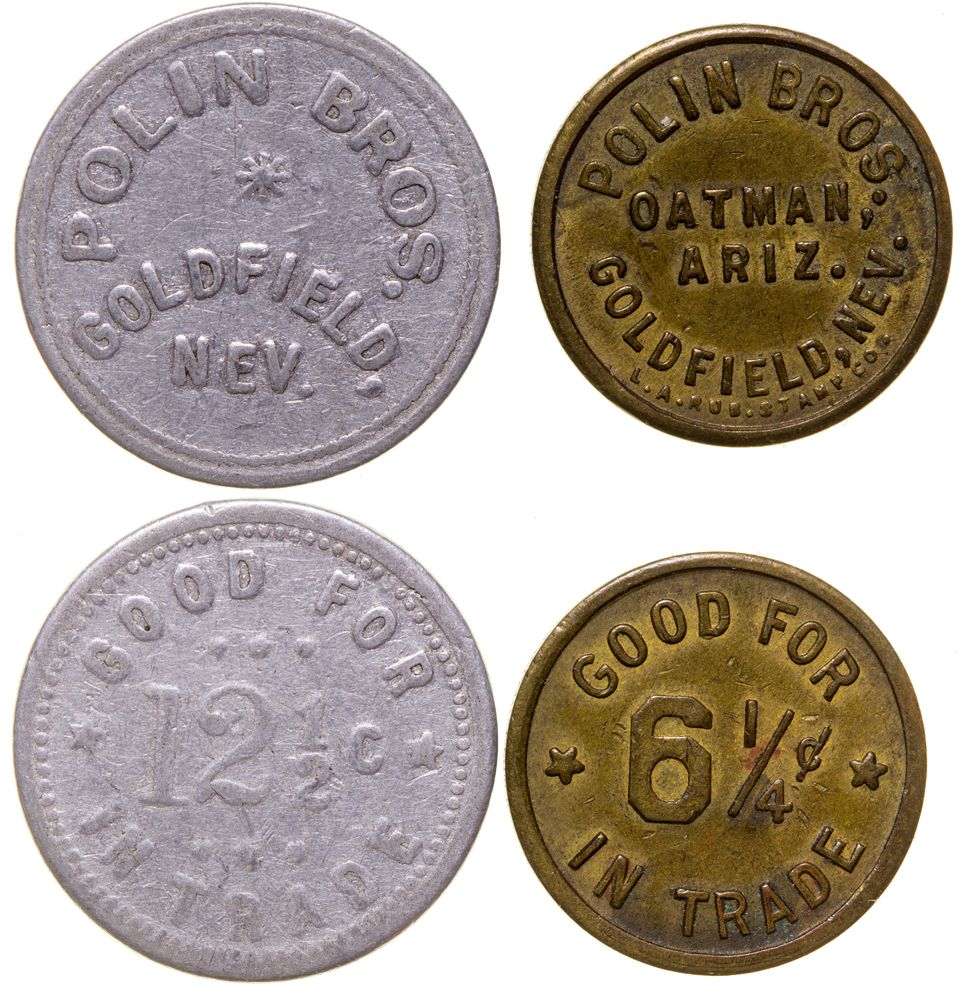 POLIN BROS.
GOLDFIELD,
NEV.
POLIN BROS.
OATMAN,
ARIZ.
GOLDFIELD, NEV.
L.A.RUB.STAMP CO.
GOOD FOR
12 1/2 C
IN TRADE
GOOD FOR
6 1/4 ¢
IN TRADE